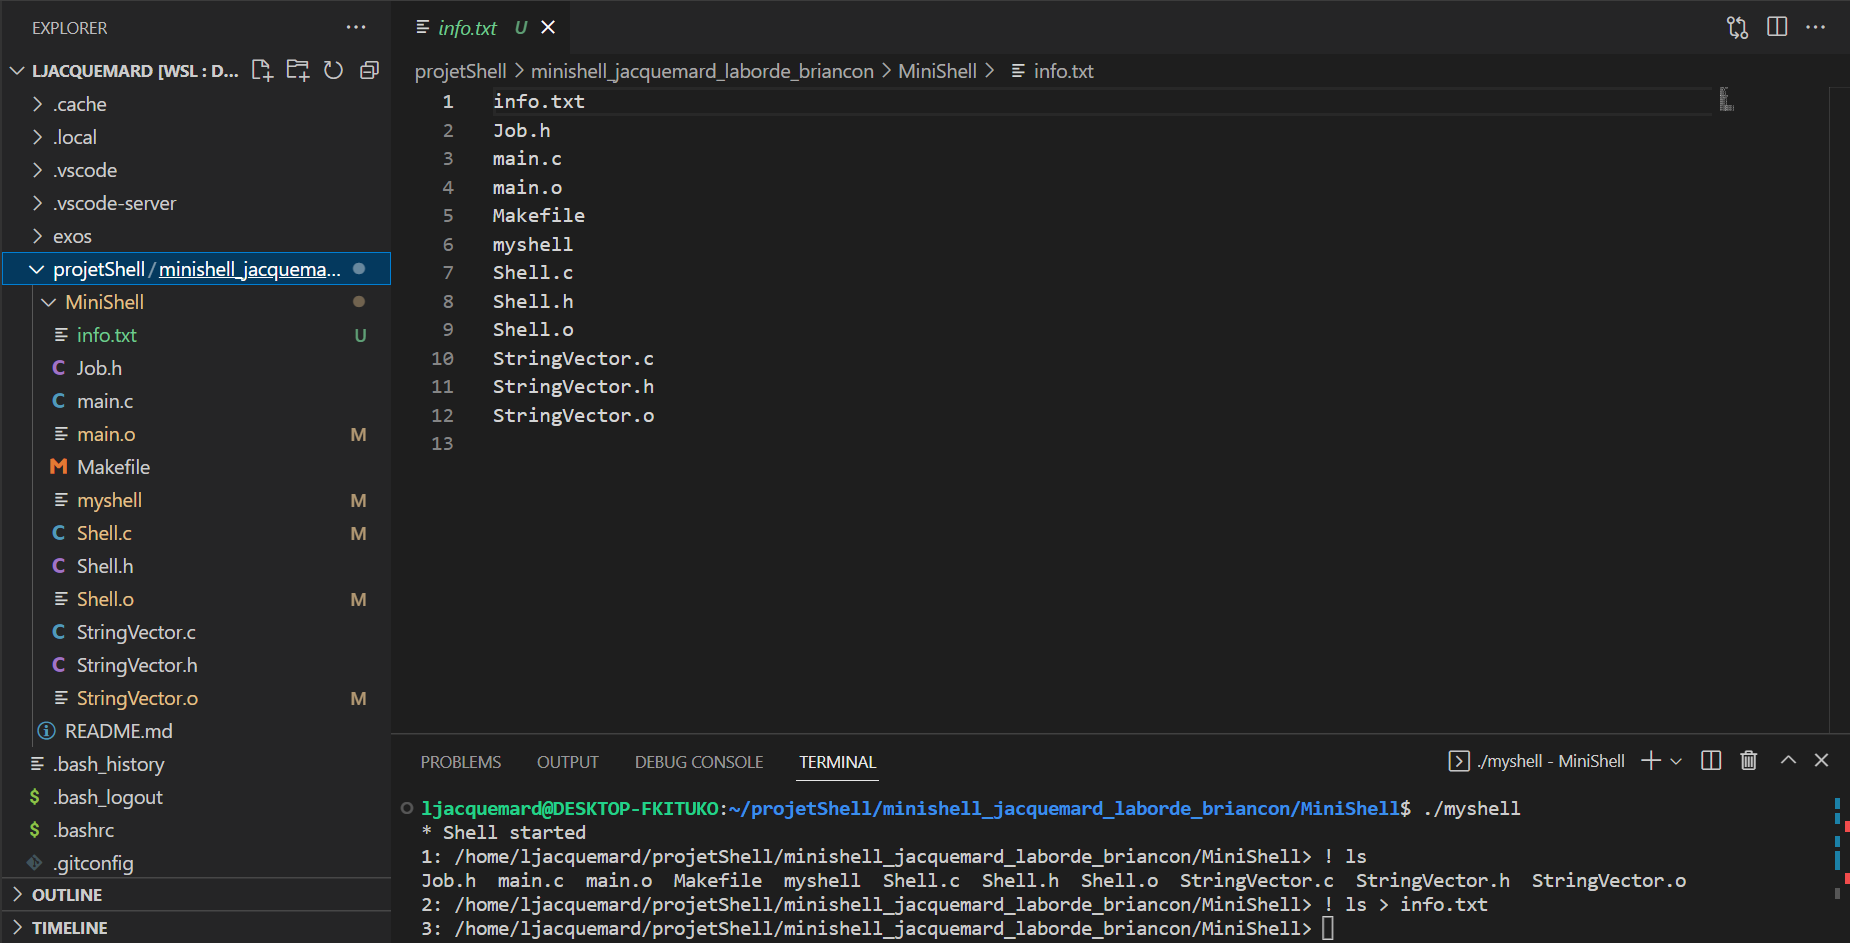 EXPLORER
LJACQUEMARD [WSL : D...
.cache
.local
.vscode
.vscode-server
exos
projetShell / minishell_jacquema...
MiniShell
info.txt U
C Job.h
C main.c
main.o M
M Makefile
myshell M
C Shell.c M
C Shell.h
Shell.o M
C StringVector.c
C StringVector.h
StringVector.o M
README.md
.bash_history
$ .bash_logout
$ .bashrc
.gitconfig
OUTLINE
TIMELINE
info.txt U
projetShell > minishell_jacquemard_laborde_briancon > MiniShell > info.txt
1 info.txt
2 Job.h
3 main.c
4 main.o
5 Makefile
6 myshell
7 Shell.c
8 Shell.h
9 Shell.o
10 StringVector.c
11 StringVector.h
12 StringVector.o
13
PROBLEMS OUTPUT DEBUG CONSOLE TERMINAL ./myshell - MiniShell
ljacquemard@DESKTOP-FKITUKO:~/projetShell/minishell_jacquemard_laborde_briancon/MiniShell$ ./myshell
* Shell started
1: /home/ljacquemard/projetShell/minishell_jacquemard_laborde_briancon/MiniShell> ! ls
Job.h main.c main.o Makefile myshell Shell.c Shell.h Shell.o StringVector.c StringVector.h StringVector.o
2: /home/ljacquemard/projetShell/minishell_jacquemard_laborde_briancon/MiniShell> ! ls > info.txt
3: /home/ljacquemard/projetShell/minishell_jacquemard_laborde_briancon/MiniShell>